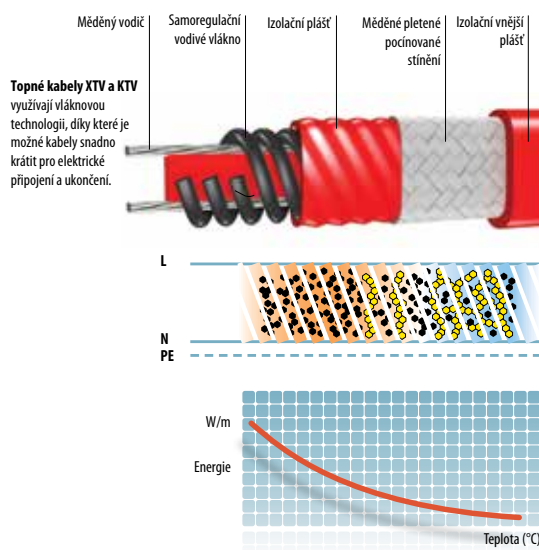 Měděný vodič
Samoregulační
vodivé vlákno
Izolační plášť
Měděné pletené
pocínované
stínění
Izolační vnější
plášť
Topné kabely XTV a KTV
využívají vláknovou
technologii, díky které je
možné kabely snadno
krátit pro elektrické
připojení a ukončení.
L
N
PE
W/m
Energie
Teplota (°C)